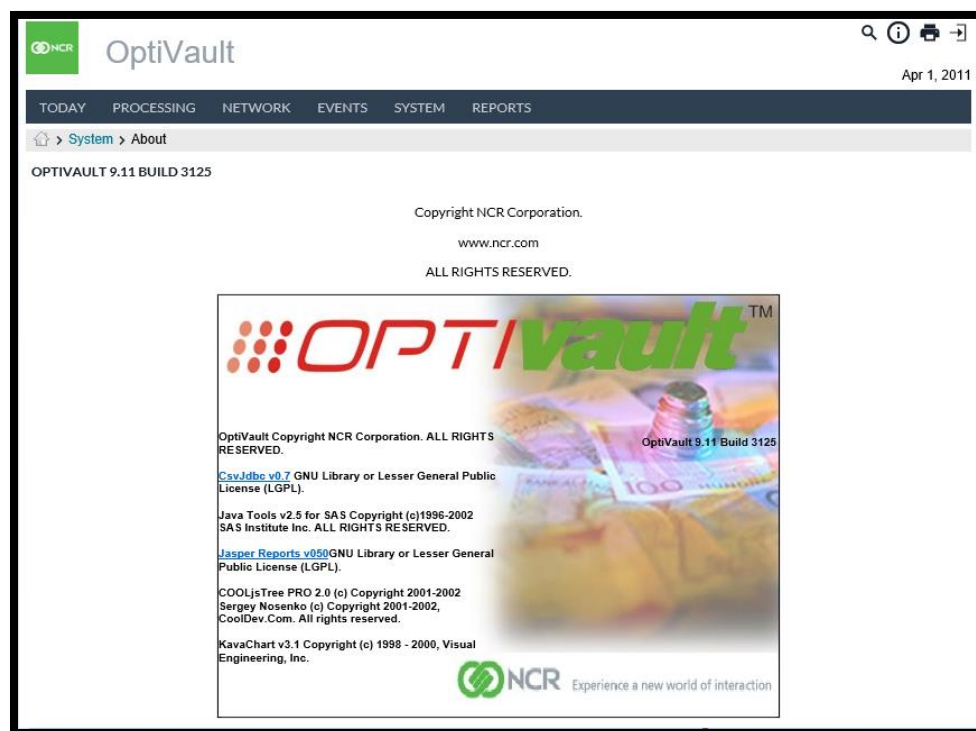 NCR
OptiVault
Apr 1, 2011
TODAY PROCESSING NETWORK EVENTS SYSTEM REPORTS
> System > About
OPTIVAULT 9.11 BUILD 3125
Copyright NCR Corporation.
www.ncr.com
ALL RIGHTS RESERVED.
OPTIvault TM
OptiVault Copyright NCR Corporation. ALL RIGHTS
RESERVED.
OptiVault 9.11 Build 3125
CsvJdbc v0.7 GNU Library or Lesser General Public
License (LGPL).
100
Java Tools v2.5 for SAS Copyright (c)1996-2002
SAS Institute Inc. ALL RIGHTS RESERVED.
Jasper Reports v050GNU Library or Lesser General
Public License (LGPL).
COOLjsTree PRO 2.0 (c) Copyright 2001-2002
Sergey Nosenko (c) Copyright 2001-2002,
CoolDev.Com. All rights reserved.
KavaChart v3.1 Copyright (c) 1998 - 2000, Visual
Engineering, Inc.
NCR Experience a new world of interaction